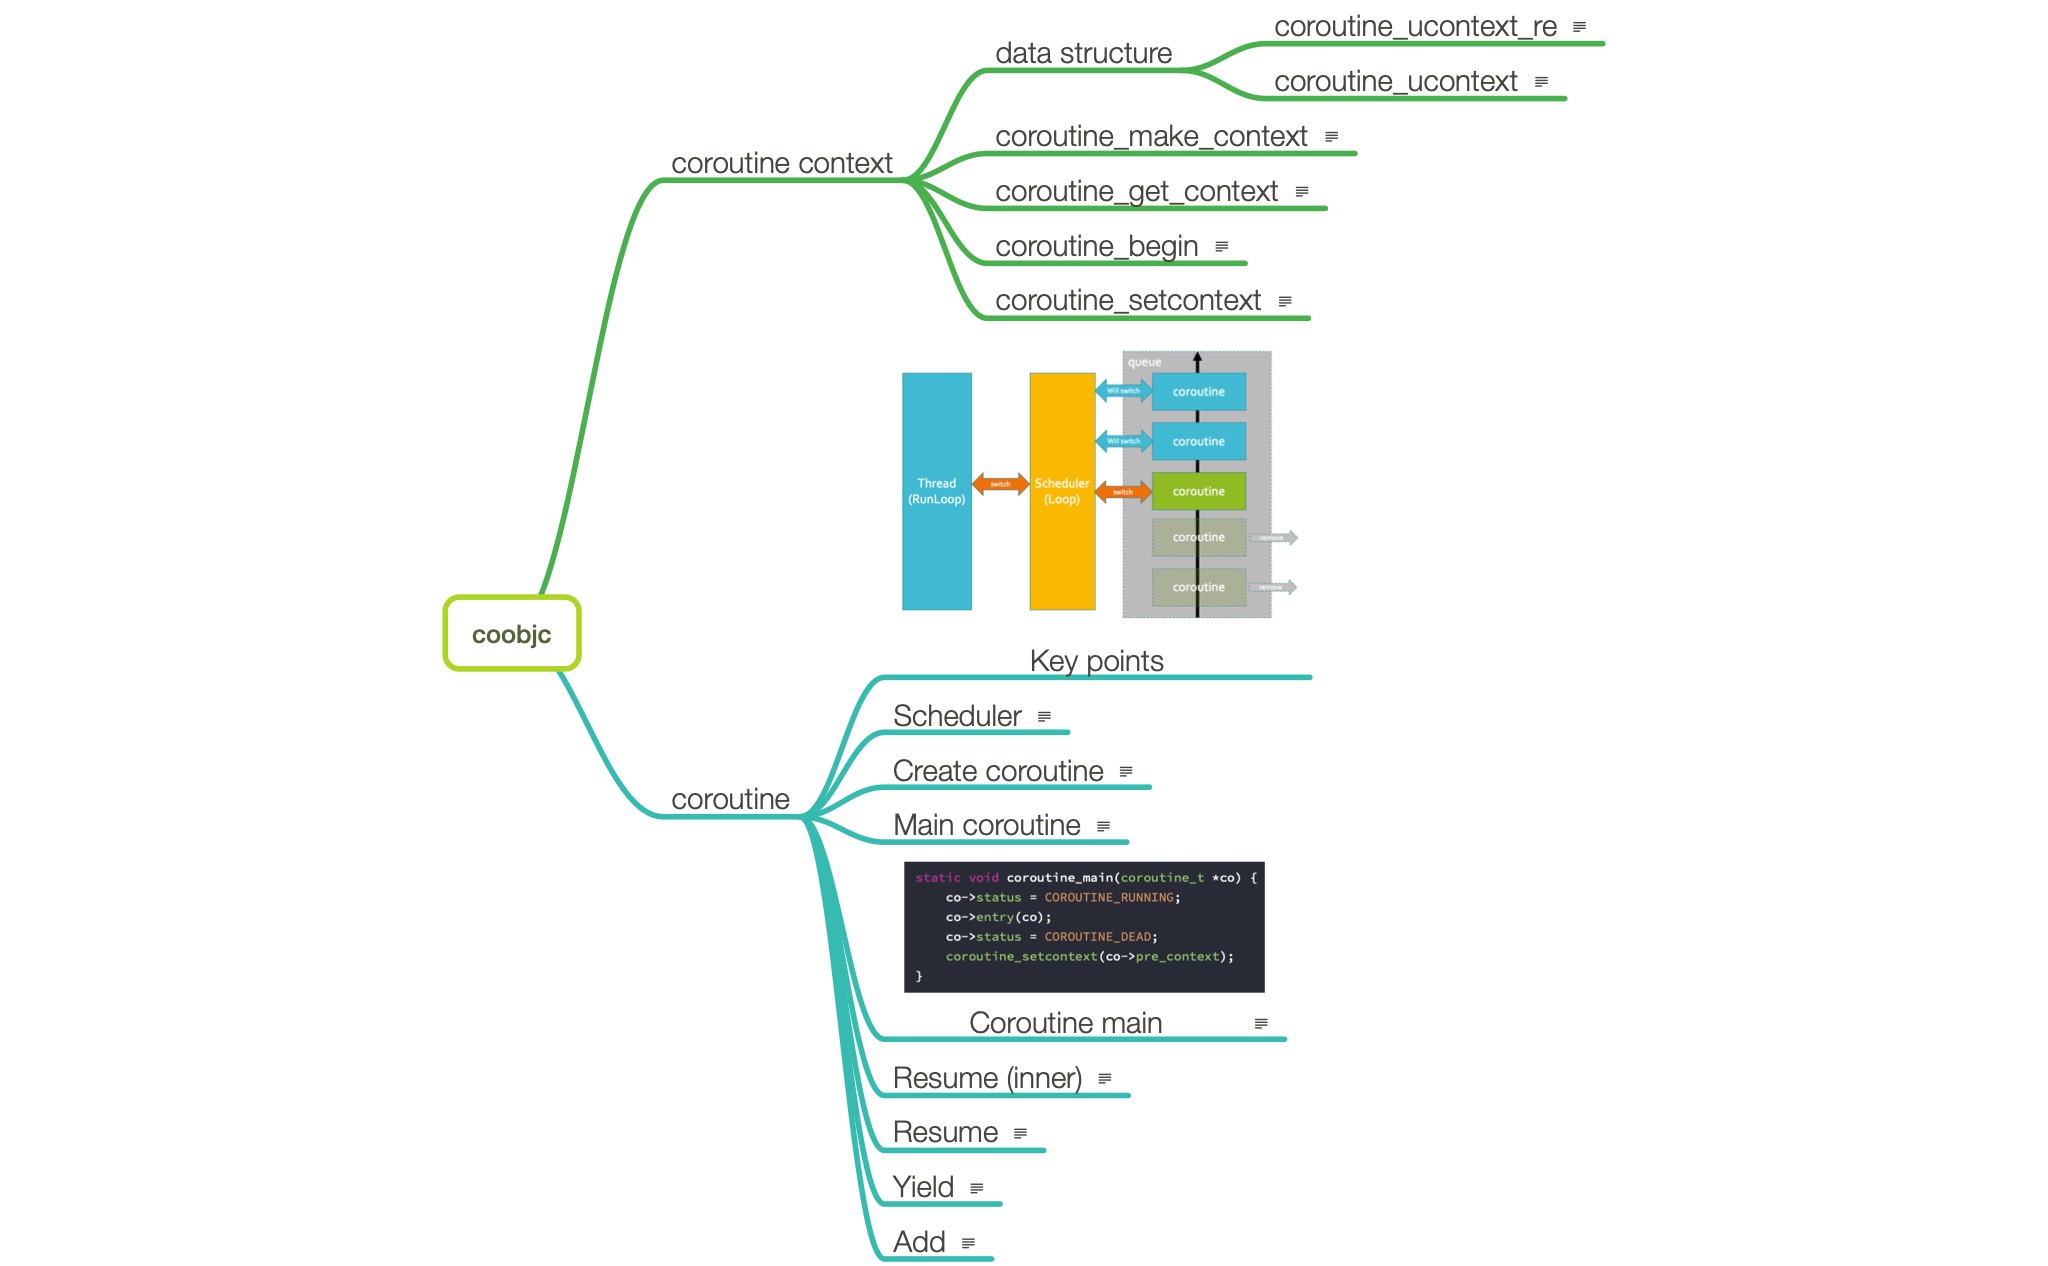 coroutine_ucontext_re
data structure
coroutine_ucontext
coroutine_make_context
coroutine context
coroutine_get_context
coroutine_begin
coroutine_setcontext
queue
Will switch
coroutine
Will switch
coroutine
Thread
(RunLoop)
switch
Scheduler
(Loop)
switch
coroutine
coroutine
remove
coroutine
remove
coobjc
Key points
Scheduler
Create coroutine
coroutine
Main coroutine
static void coroutine_main(coroutine_t *co) {
    co->status = COROUTINE_RUNNING;
    co->entry(co);
    co->status = COROUTINE_DEAD;
    coroutine_setcontext(co->pre_context);
}
Coroutine main
Resume (inner)
Resume
Yield
Add